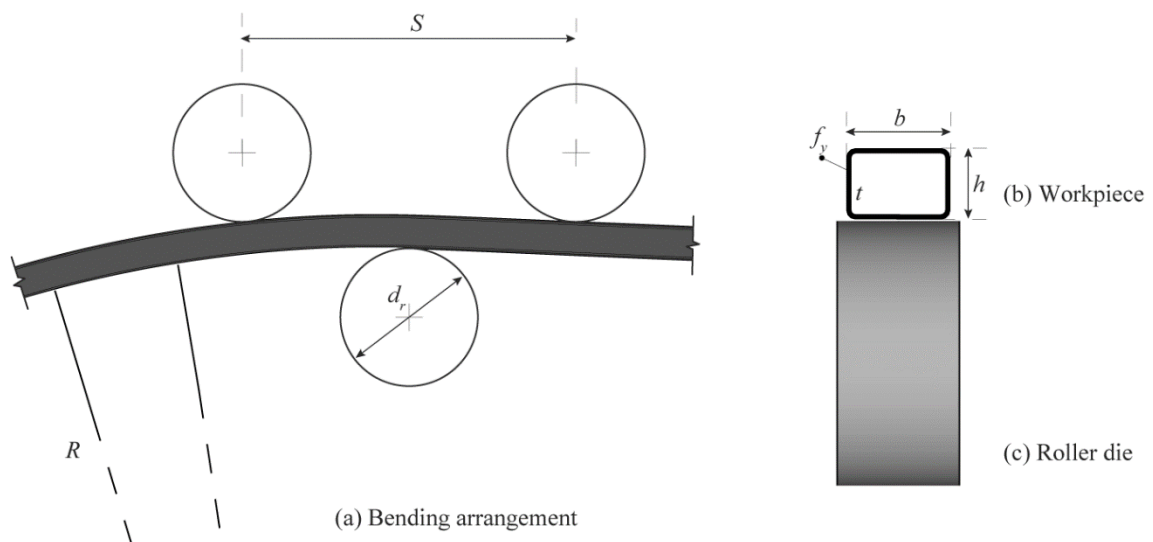 S
b
f_y
t
h
(b) Workpiece
d_r
R
(c) Roller die
(a) Bending arrangement